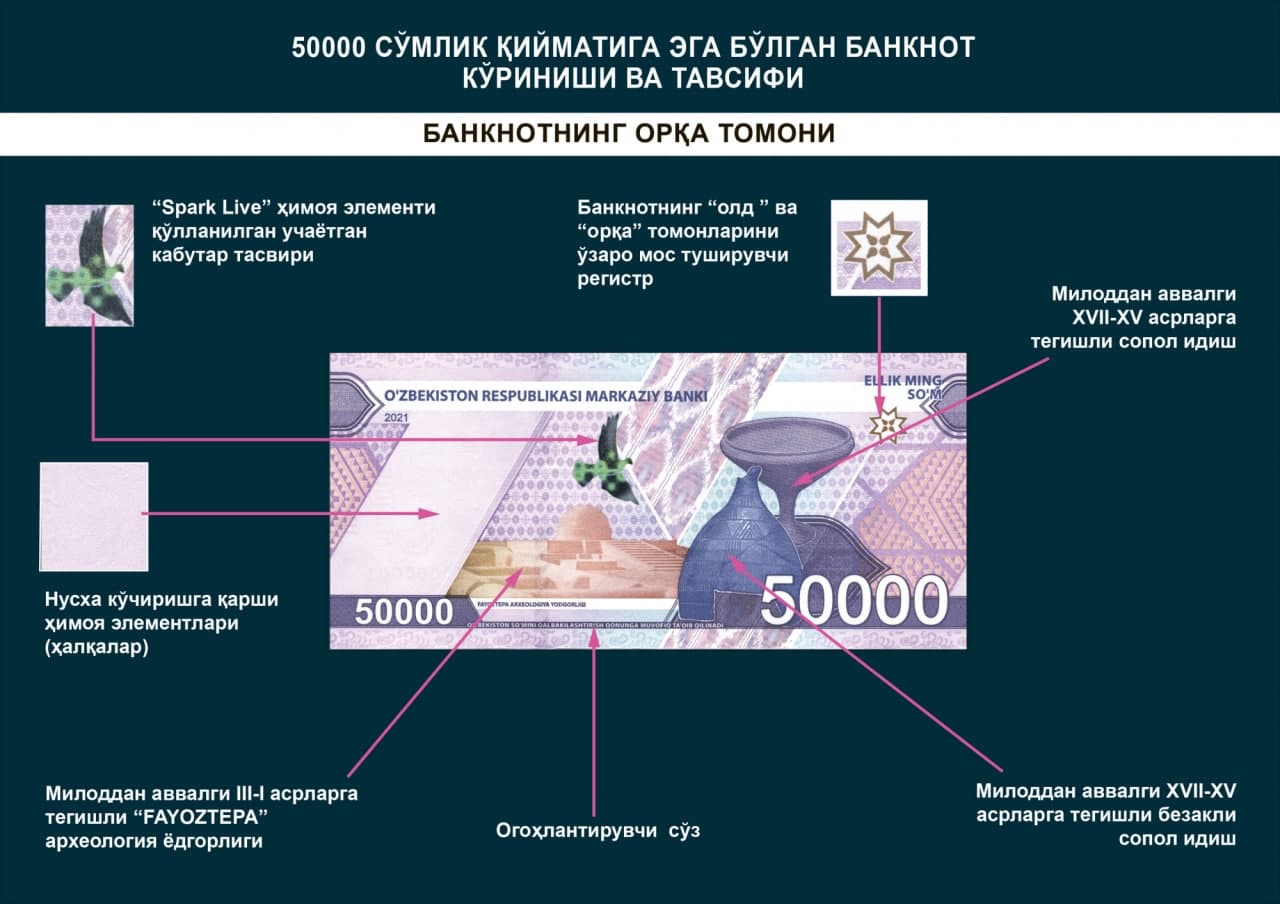 50000 СЎМЛИК ҚИЙМАТИГА ЭГА БЎЛГАН БАНКНОТ
КЎРИНИШИ ВА ТАВСИФИ
БАНКНОТНИНГ ОРҚА ТОМОНИ
“Spark Live” ҳимоя элементи
қўлланилган учаётган
кабутар тасвири
Банкнотнинг “олд ” ва
“орқа” томонларини
ўзаро мос туширувчи
регистр
Милоддан аввалги
XVII-XV асрларга
тегишли сопол идиш
O'ZBEKISTON RESPUBLIKASI MARKAZIY BANKI
2021
ELLIK MING
SO'M
50000
FAYOZTEPA ARXEOLOGIYA YODGORLIGI
O'ZBEKISTON SO'MINI QALBAKILASHTIRISH QONUNGA MUVOFIQ TA'QIB QILINADI
50000
Нусха кўчиришга қарши
ҳимоя элементлари
(ҳалқалар)
Милоддан аввалги III-I асрларга
тегишли “FAYOZTEPA”
археология ёдгорлиги
Огоҳлантирувчи сўз
Милоддан аввалги XVII-XV
асрларга тегишли безакли
сопол идиш